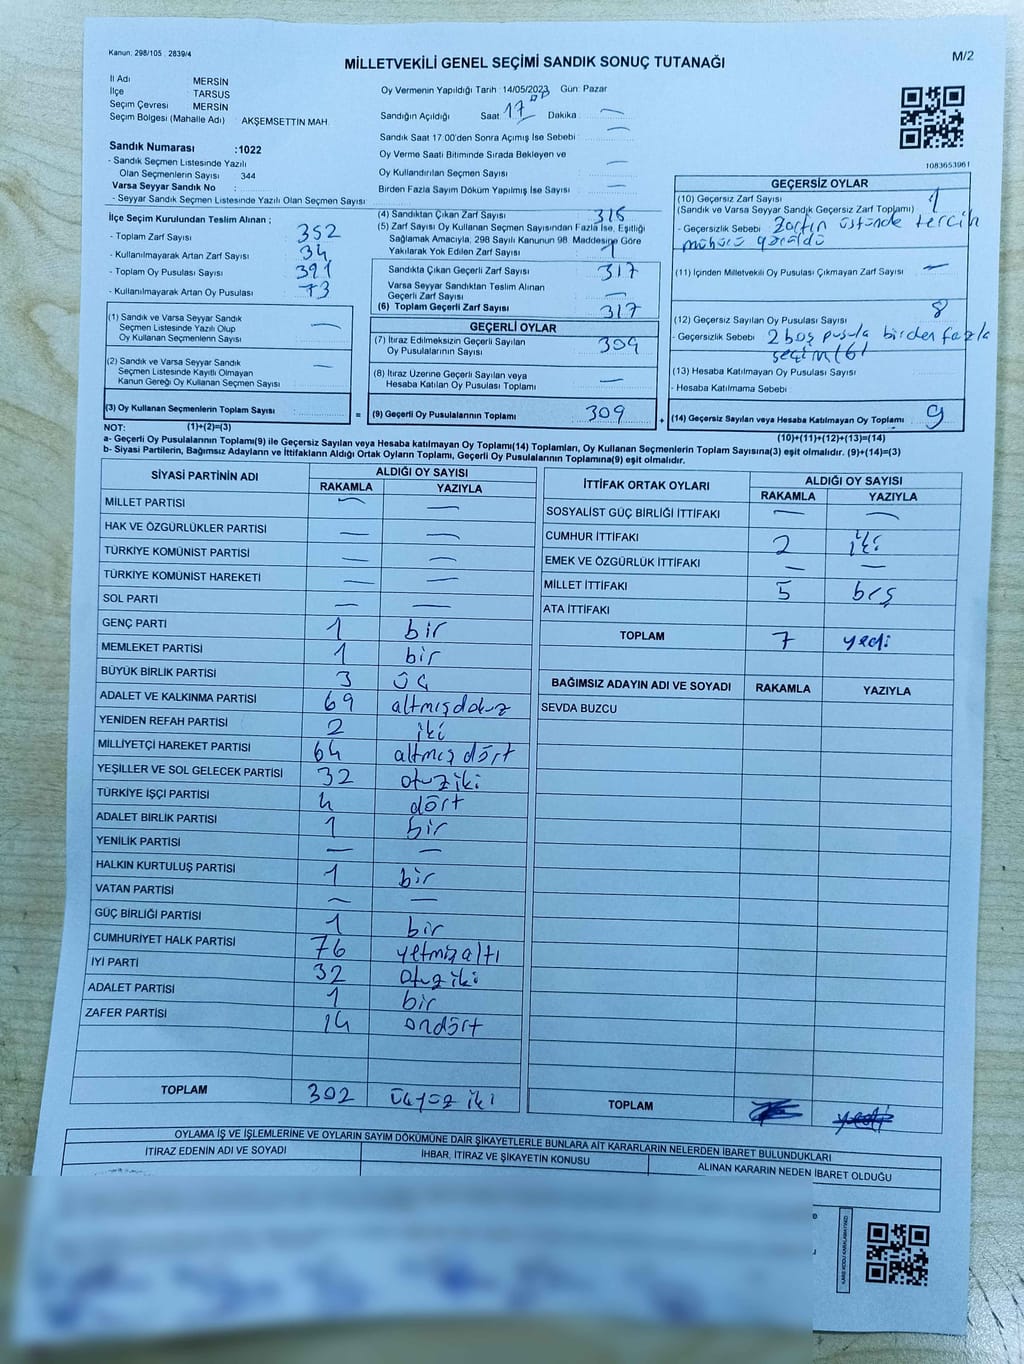 Kanun: 298/105 , 2839/4
M/2
MİLLETVEKİLİ GENEL SEÇİMİ SANDIK SONUÇ TUTANAĞI
İl Adı MERSİN
İlçe TARSUS
Seçim Çevresi MERSİN
Seçim Bölgesi (Mahalle Adı) : AKŞEMSETTİN MAH.
Sandık Numarası :1022
- Sandık Seçmen Listesinde Yazılı
Olan Seçmenlerin Sayısı 344
Varsa Seyyar Sandık No :
- Seyyar Sandık Seçmen Listesinde Yazılı Olan Seçmen Sayısı
Oy Vermenin Yapıldığı Tarih :14/05/2023 Gün: Pazar
Sandığın Açıldığı Saat 17 00 Dakika : —
Sandık Saat 17:00'den Sonra Açımış İse Sebebi : —
Oy Verme Saati Bitiminde Sırada Bekleyen ve
Oy Kullandırılan Seçmen Sayısı —
Birden Fazla Sayım Döküm Yapılmış İse Sayısı —
1083653961
İlçe Seçim Kurulundan Teslim Alınan ;
- Toplam Zarf Sayısı 352
- Kullanılmayarak Artan Zarf Sayısı 34
- Toplam Oy Pusulası Sayısı 391
- Kullanılmayarak Artan Oy Pusulası 73
(1) Sandık ve Varsa Seyyar Sandık
Seçmen Listesinde Yazılı Olup
Oy Kullanan Seçmenlerin Sayısı —
(2) Sandık ve Varsa Seyyar Sandık
Seçmen Listesinde Kayıtlı Olmayan
Kanun Gereği Oy Kullanan Seçmen Sayısı —
(3) Oy Kullanan Seçmenlerin Toplam Sayısı
(4) Sandıktan Çıkan Zarf Sayısı 318
(5) Zarf Sayısı Oy Kullanan Seçmen Sayısından Fazla İse, Eşitliği
Sağlamak Amacıyla, 298 Sayılı Kanunun 98. Maddesine Göre
Yakılarak Yok Edilen Zarf Sayısı 1
Sandıkta Çıkan Geçerli Zarf Sayısı 317
Varsa Seyyar Sandıktan Teslim Alınan
Geçerli Zarf Sayısı —
(6) Toplam Geçerli Zarf Sayısı 317
GEÇERLİ OYLAR
(7) İtiraz Edilmeksizin Geçerli Sayılan
Oy Pusulalarının Sayısı 309
(8) İtiraz Üzerine Geçerli Sayılan veya
Hesaba Katılan Oy Pusulası Toplamı —
= (9) Geçerli Oy Pusulalarının Toplamı 309
GEÇERSİZ OYLAR
(10) Geçersiz Zarf Sayısı 1
(Sandık ve Varsa Seyyar Sandık Geçersiz Zarf Toplamı)
- Geçersizlik Sebebi Zarfın üstünde tercih
mühürü görüldü
(11) İçinden Milletvekili Oy Pusulası Çıkmayan Zarf Sayısı —
(12) Geçersiz Sayılan Oy Pusulası Sayısı 8
- Geçersizlik Sebebi 2 boş pusula birden fazla
seçim (6)
(13) Hesaba Katılmayan Oy Pusulası Sayısı
- Hesaba Katılmama Sebebi
+ (14) Geçersiz Sayılan veya Hesaba Katılmayan Oy Toplamı 9
NOT: (1)+(2)=(3) (10)+(11)+(12)+(13)=(14)
a- Geçerli Oy Pusulalarının Toplamı(9) ile Geçersiz Sayılan veya Hesaba katılmayan Oy Toplamı(14) Toplamları, Oy Kullanan Seçmenlerin Toplam Sayısına(3) eşit olmalıdır. (9)+(14)=(3)
b- Siyasi Partilerin, Bağımsız Adayların ve İttifakların Aldığı Ortak Oyların Toplamı, Geçerli Oy Pusulalarının Toplamına(9) eşit olmalıdır.
SİYASİ PARTİNİN ADI ALDIĞI OY SAYISI
RAKAMLA YAZIYLA
MİLLET PARTİSİ — —
HAK VE ÖZGÜRLÜKLER PARTİSİ — —
TÜRKİYE KOMÜNİST PARTİSİ — —
TÜRKİYE KOMÜNİST HAREKETİ — —
SOL PARTİ — —
GENÇ PARTİ 1 bir
MEMLEKET PARTİSİ 1 bir
BÜYÜK BİRLİK PARTİSİ 3 üç
ADALET VE KALKINMA PARTİSİ 69 altmışdokuz
YENİDEN REFAH PARTİSİ 2 iki
MİLLİYETÇİ HAREKET PARTİSİ 64 altmış dört
YEŞİLLER VE SOL GELECEK PARTİSİ 32 otuz iki
TÜRKİYE İŞÇİ PARTİSİ 4 dört
ADALET BİRLİK PARTİSİ 1 bir
YENİLİK PARTİSİ — —
HALKIN KURTULUŞ PARTİSİ 1 bir
VATAN PARTİSİ — —
GÜÇ BİRLİĞİ PARTİSİ 1 bir
CUMHURİYET HALK PARTİSİ 76 yetmiş altı
İYİ PARTİ 32 otuz iki
ADALET PARTİSİ 1 bir
ZAFER PARTİSİ 14 ondört
TOPLAM 302 üçyüz iki
İTTİFAK ORTAK OYLARI ALDIĞI OY SAYISI
RAKAMLA YAZIYLA
SOSYALİST GÜÇ BİRLİĞİ İTTİFAKI — —
CUMHUR İTTİFAKI 2 iki
EMEK VE ÖZGÜRLÜK İTTİFAKI — —
MİLLET İTTİFAKI 5 beş
ATA İTTİFAKI
TOPLAM 7 yedi
BAĞIMSIZ ADAYIN ADI VE SOYADI RAKAMLA YAZIYLA
SEVDA BUZCU
TOPLAM yedi
OYLAMA İŞ VE İŞLEMLERİNE VE OYLARIN SAYIM DÖKÜMÜNE DAİR ŞİKAYETLERLE BUNLARA AİT KARARLARIN NELERDEN İBARET BULUNDUKLARI
İTİRAZ EDENİN ADI VE SOYADI İHBAR, İTİRAZ VE ŞİKAYETİN KONUSU ALINAN KARARIN NEDEN İBARET OLDUĞU